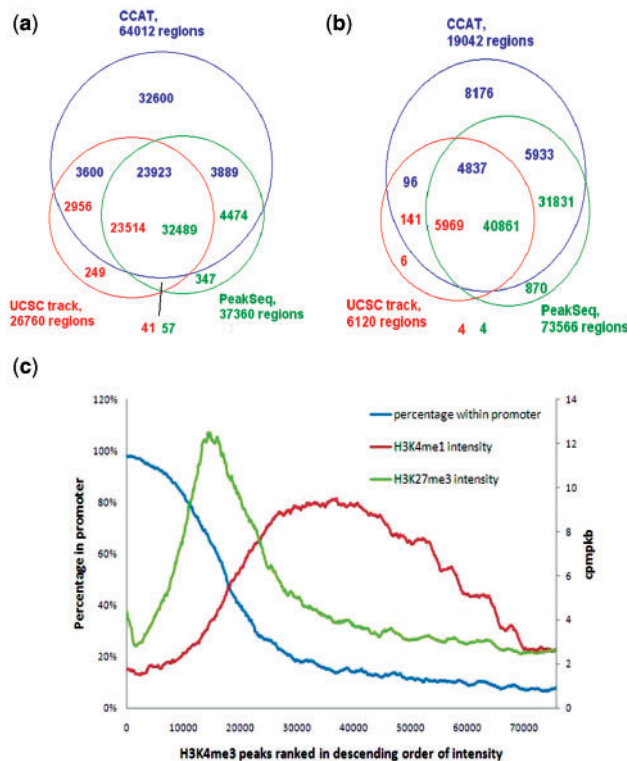 (a)
CCAT,
64012 regions
32600
3600
23923
3889
2956
23514
32489
4474
249
347
UCSC track,
26760 regions
PeakSeq,
37360 regions
41 57
(b)
CCAT,
19042 regions
8176
4837
5933
96
31831
141
5969
40861
6
870
UCSC track,
6120 regions
PeakSeq,
73566 regions
4 4
(c)
percentage within promoter
H3K4me1 intensity
H3K27me3 intensity
Percentage in promoter
120%
100%
80%
60%
40%
20%
0%
cpmpkb
14
12
10
8
6
4
2
0
0 10000 20000 30000 40000 50000 60000 70000
H3K4me3 peaks ranked in descending order of intensity